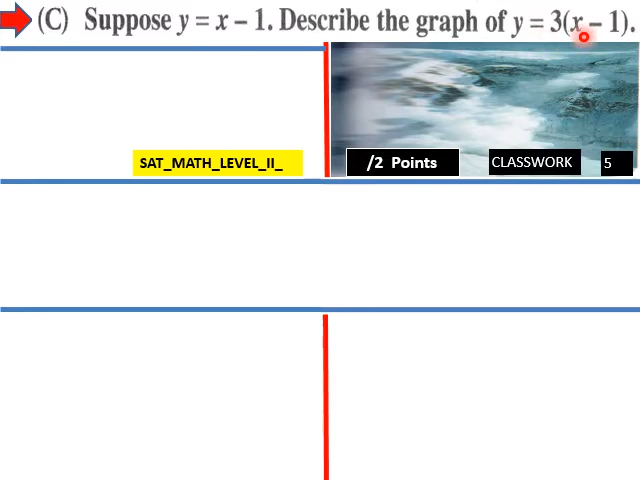 (C) Suppose y = x – 1. Describe the graph of y = 3(x – 1).
SAT_MATH_LEVEL_II_
/2 Points
CLASSWORK
5